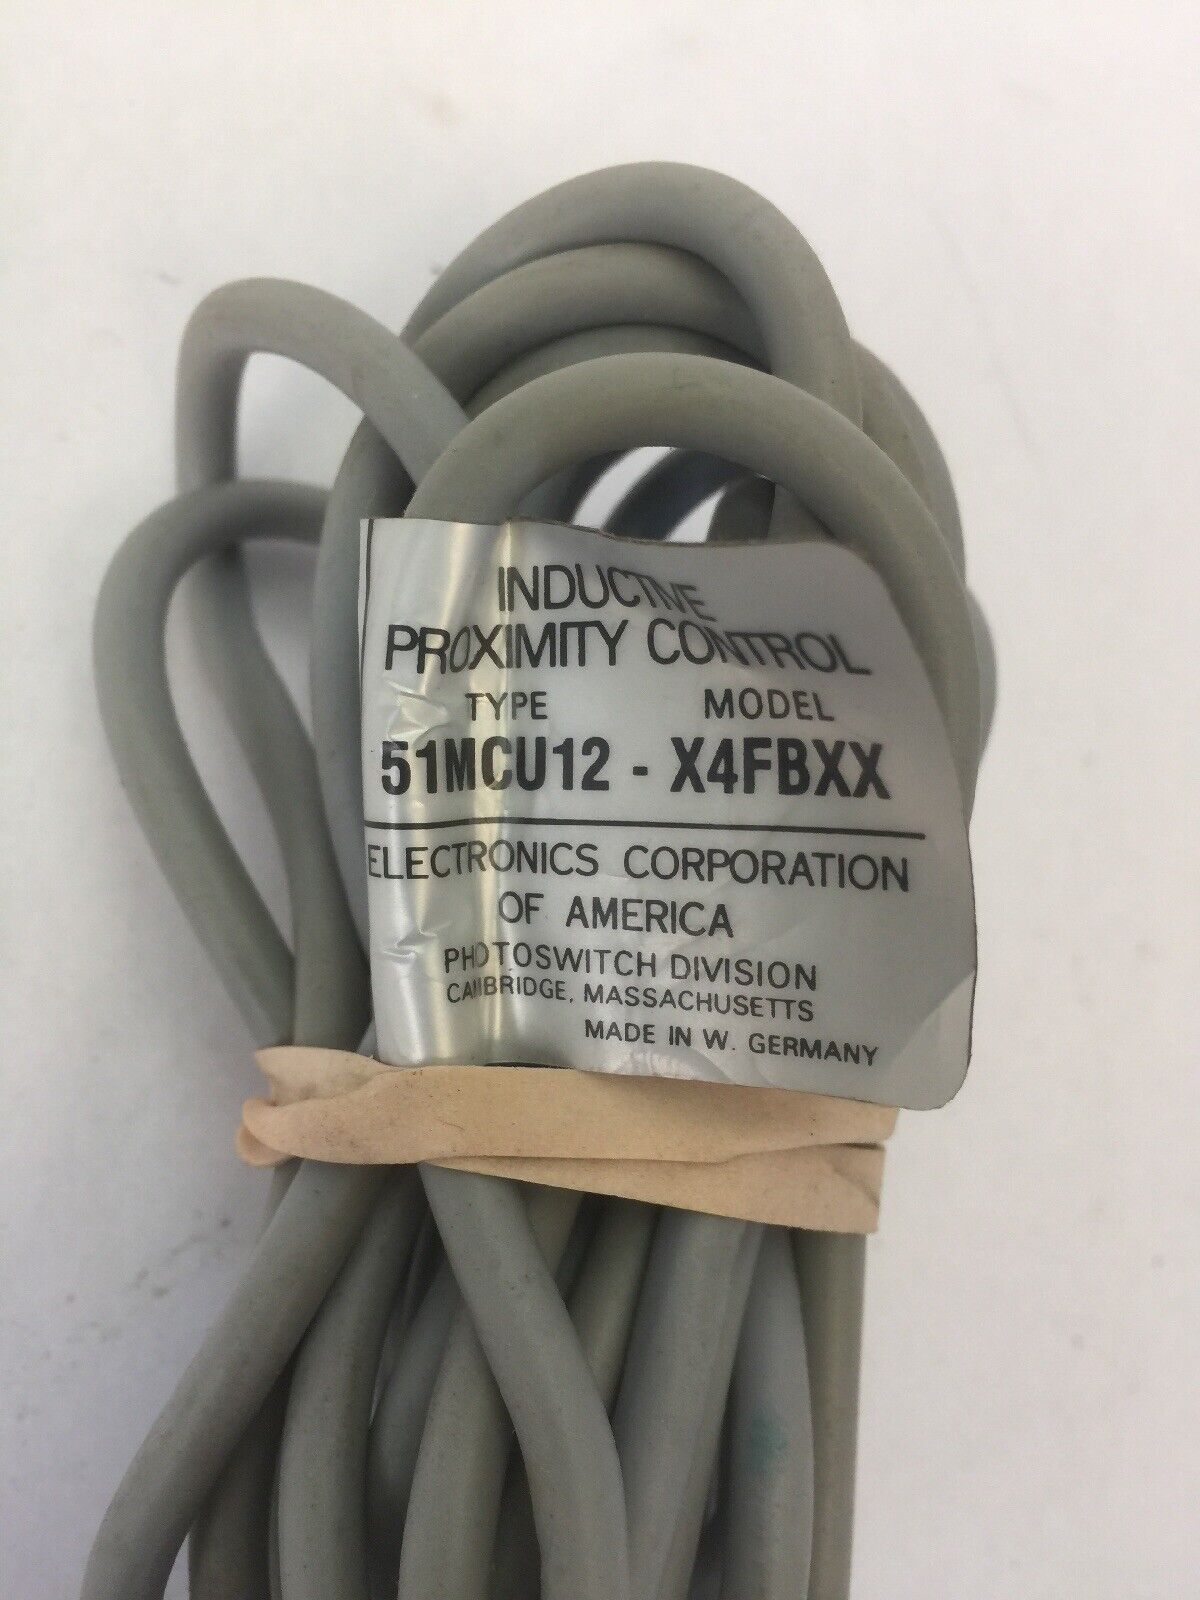 INDUCTIVE
PROXIMITY CONTROL
TYPE MODEL
51MCU12 - X4FBXX
ELECTRONICS CORPORATION
OF AMERICA
PHOTOSWITCH DIVISION
CAMBRIDGE, MASSACHUSETTS
MADE IN W. GERMANY